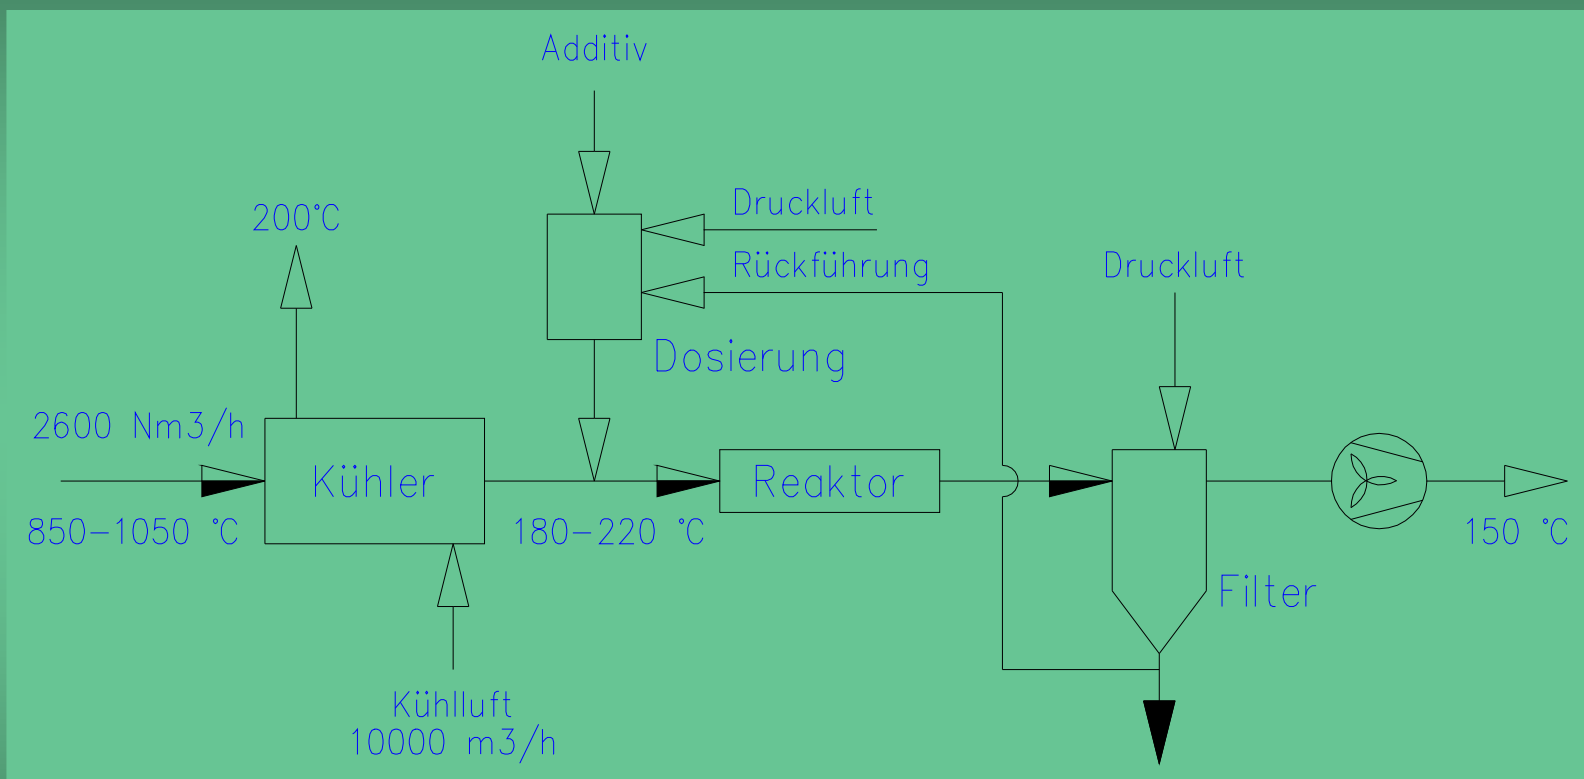 Additiv
Druckluft
200°C
Rückführung
Druckluft
Dosierung
2600 Nm3/h
Kühler
Reaktor
850-1050 °C
180-220 °C
150 °C
Filter
Kühlluft
10000 m3/h